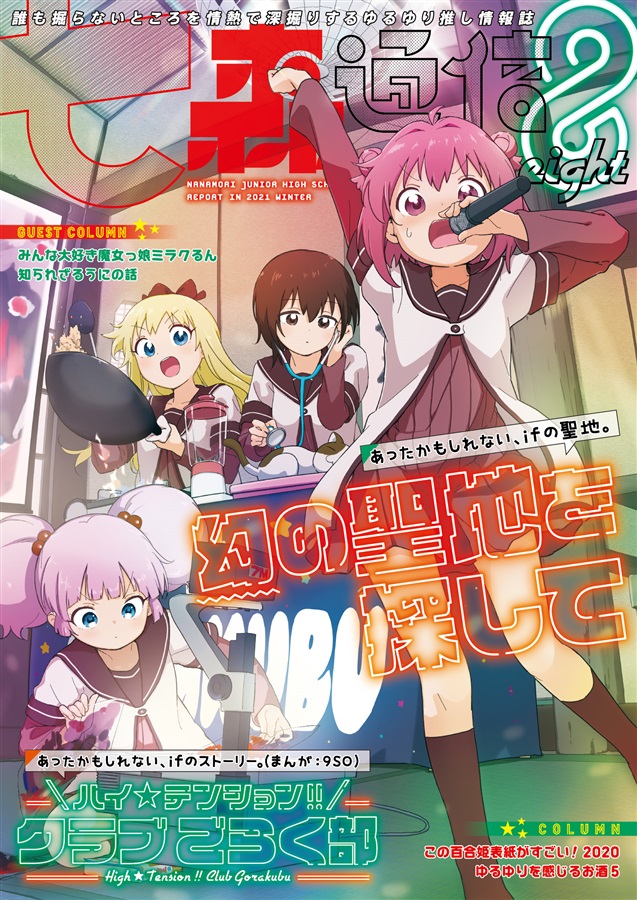 誰も掘らないところを情熱で深掘りするゆるゆり推し情報誌
七森通信8
eight
NANAMORI JUNIOR HIGH SCH
REPORT IN 2021 WINTER
GUEST COLUMN
みんな大好き魔女っ娘ミラクるん
知られざるうにの話
あったかもしれない、ifの聖地。
幻の聖地を
探して
UBU
あったかもしれない、ifのストーリー。(まんが:9SO)
\ハイ☆テンション!!/
クラブごらく部
High★Tension!! Club Gorakubu
COLUMN
この百合姫表紙がすごい! 2020
ゆるゆりを感じるお酒5